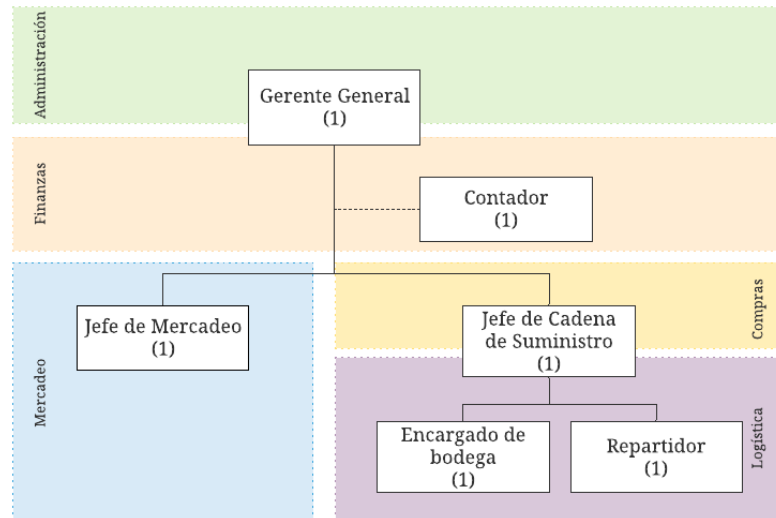 Administración
Gerente General
(1)
Finanzas
Contador
(1)
Mercadeo
Jefe de Mercadeo
(1)
Compras
Jefe de Cadena
de Suministro
(1)
Logística
Encargado de
bodega
(1)
Repartidor
(1)